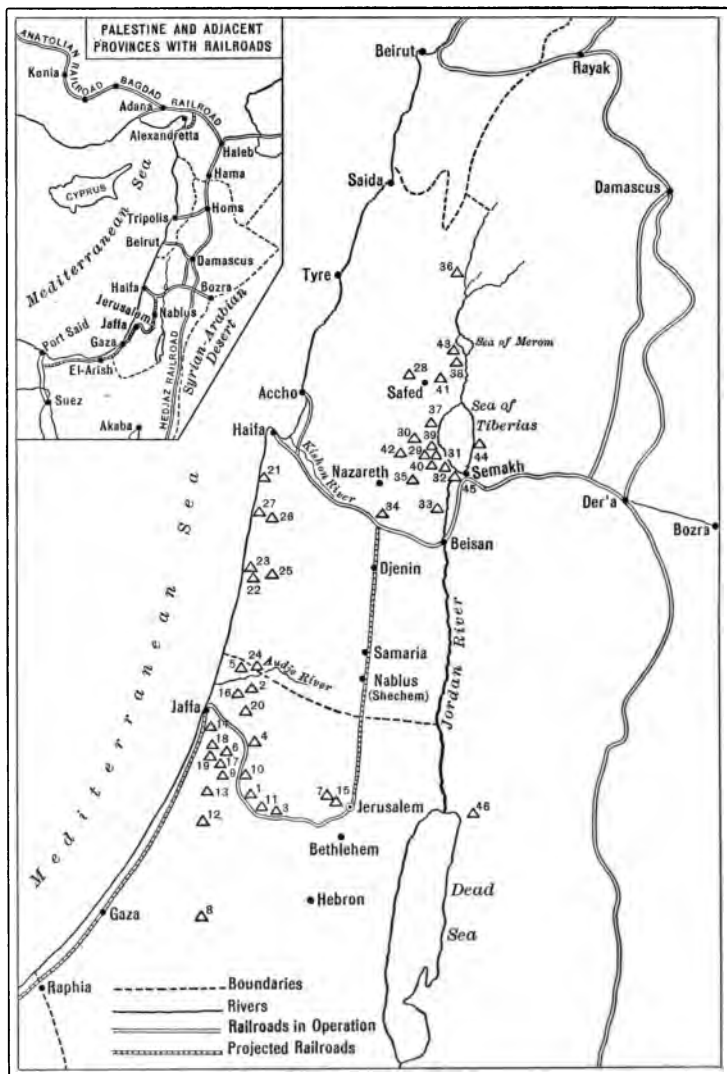 PALESTINE AND ADJACENT
PROVINCES WITH RAILROADS
ANATOLIAN RAILROAD
Konia
BAGDAD RAILROAD
Adana
Alexandretta
Haleb
Hama
CYPRUS
Mediterranean Sea
Tripolis
Homs
Beirut
Damascus
Haifa
Bozra
Jerusalem
Nablus
Jaffa
Gaza
Port Said
El-Arish
HEDJAZ RAILROAD
Syrian-Arabian
Desert
Suez
Akaba
Beirut
Rayak
Saida
Damascus
Tyre
36
43
Sea of Merom
38
28
41
Safed
Accho
37
Sea of
Tiberias
Haifa
30
39
42
29
31
44
Kishon River
40
32
Semakh
21
Nazareth
35
45
Der'a
27
26
34
33
Bozra
Beisan
23
22
25
Djenin
Mediterranean Sea
Jordan River
Samaria
5
24
Audje River
Nablus
(Shechem)
16
2
Jaffa
20
14
18
6
4
19
17
9
10
13
1
7
15
11
3
Jerusalem
46
12
Bethlehem
8
Hebron
Dead
Sea
Gaza
Raphia
Boundaries
Rivers
Railroads in Operation
Projected Railroads